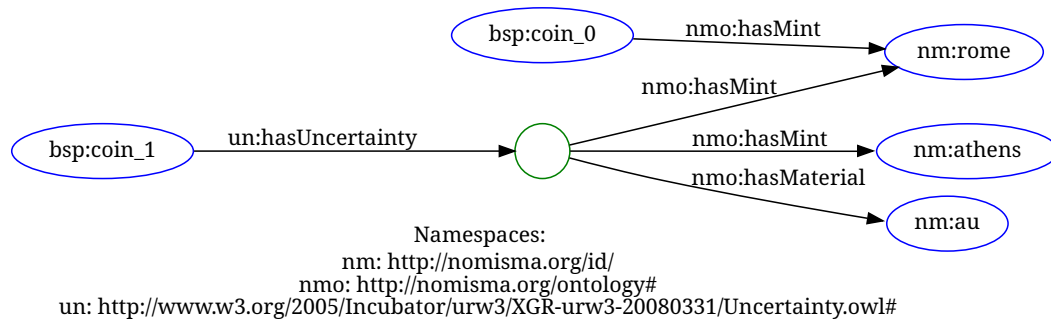 bsp:coin_0
nmo:hasMint
nm:rome
nmo:hasMint
bsp:coin_1
un:hasUncertainty
nmo:hasMint
nm:athens
nmo:hasMaterial
nm:au
Namespaces:
nm: http://nomisma.org/id/
nmo: http://nomisma.org/ontology#
un: http://www.w3.org/2005/Incubator/urw3/XGR-urw3-20080331/Uncertainty.owl#